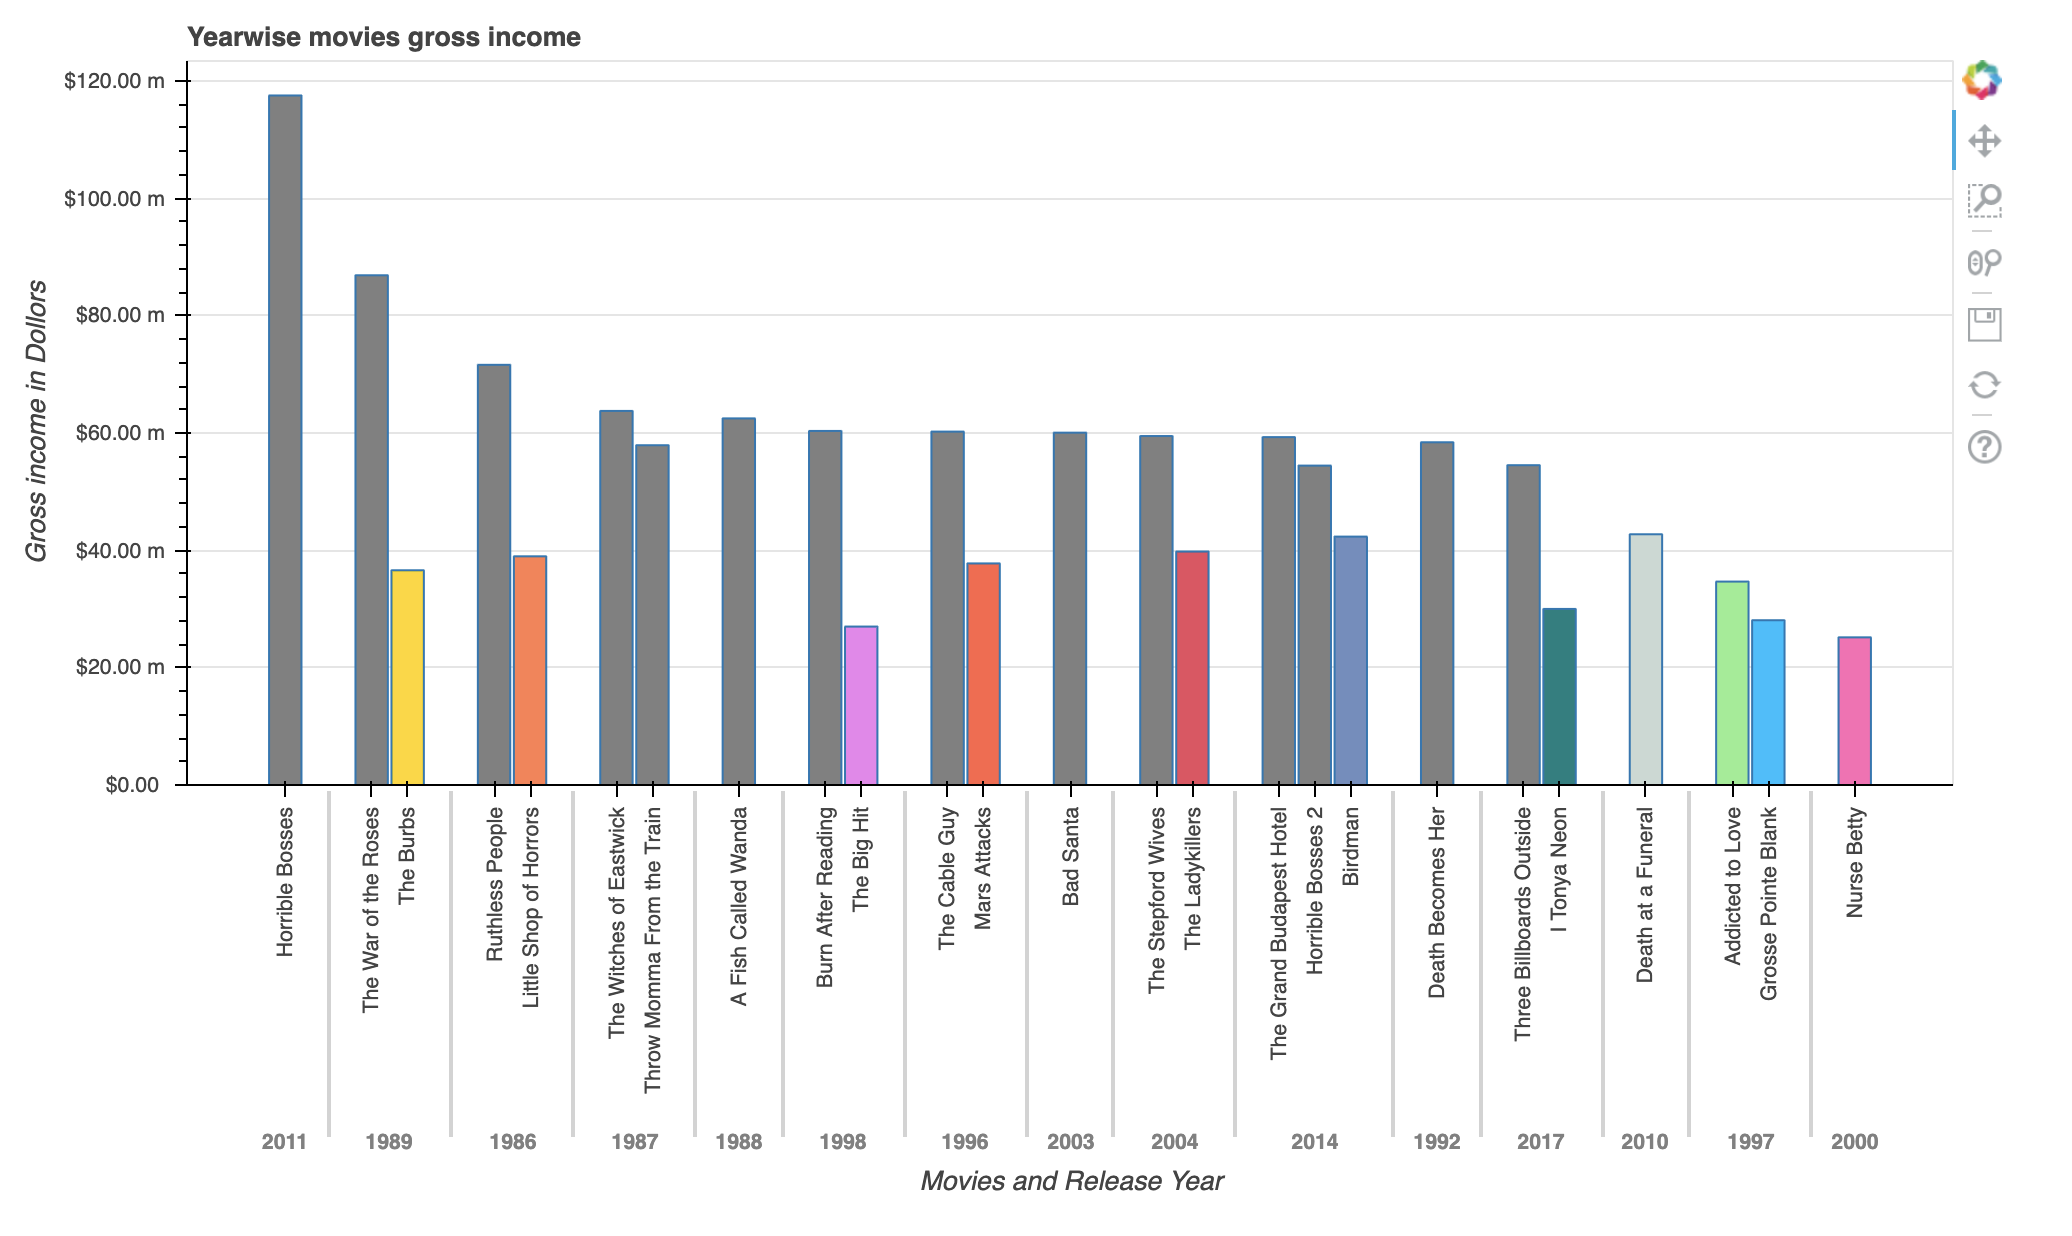 Yearwise movies gross income
$120.00 m
$100.00 m
$80.00 m
$60.00 m
$40.00 m
$20.00 m
$0.00
Gross income in Dollors
Horrible Bosses
The War of the Roses
The Burbs
Ruthless People
Little Shop of Horrors
The Witches of Eastwick
Throw Momma From the Train
A Fish Called Wanda
Burn After Reading
The Big Hit
The Cable Guy
Mars Attacks
Bad Santa
The Stepford Wives
The Ladykillers
The Grand Budapest Hotel
Horrible Bosses 2
Birdman
Death Becomes Her
Three Billboards Outside
I Tonya Neon
Death at a Funeral
Addicted to Love
Grosse Pointe Blank
Nurse Betty
2011 1989 1986 1987 1988 1998 1996 2003 2004 2014 1992 2017 2010 1997 2000
Movies and Release Year